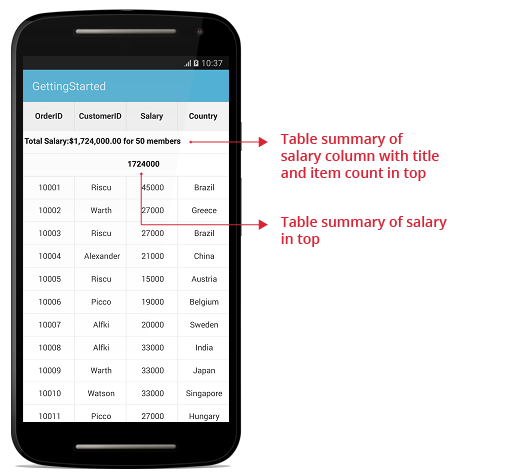 10:37
GettingStarted
OrderID CustomerID Salary Country
Total Salary:$1,724,000.00 for 50 members
1724000
10001 Riscu 45000 Brazil
10002 Warth 27000 Greece
10003 Riscu 27000 Brazil
10004 Alexander 21000 China
10005 Riscu 15000 Austria
10006 Picco 19000 Belgium
10007 Alfki 20000 Sweden
10008 Alfki 33000 India
10009 Warth 33000 Japan
10010 Watson 33000 Singapore
10011 Picco 27000 Hungary
Table summary of
salary column with title
and item count in top
Table summary of salary
in top